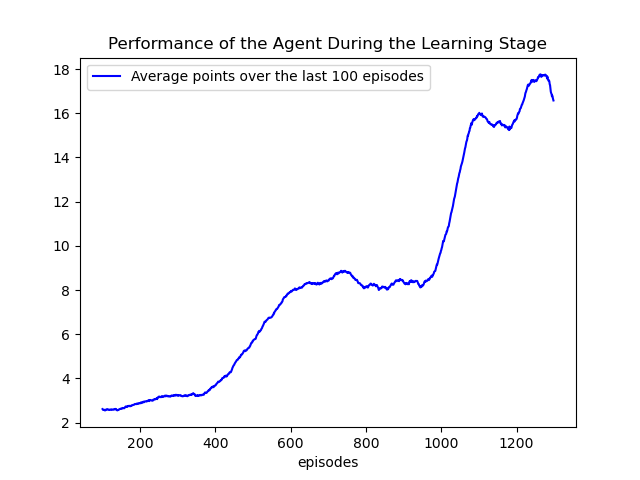 Performance of the Agent During the Learning Stage
Average points over the last 100 episodes
18
16
14
12
10
8
6
4
2
200 400 600 800 1000 1200
episodes